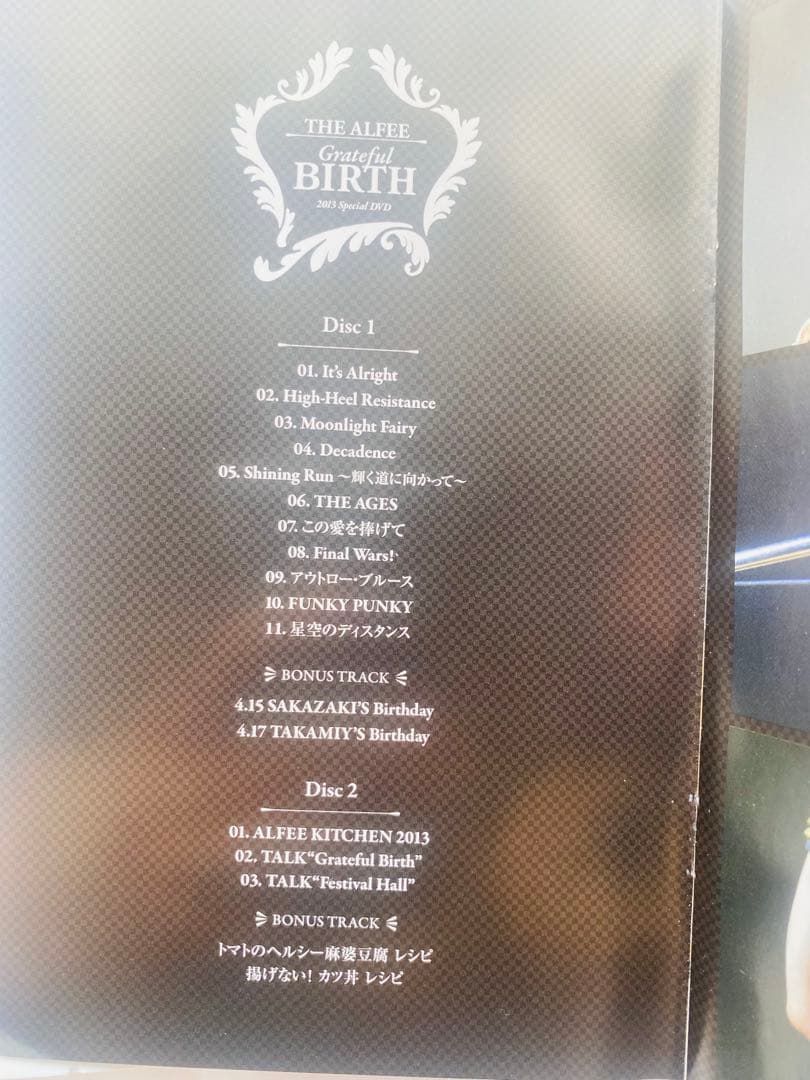 THE ALFEE
Grateful
BIRTH
2013 Special DVD
Disc 1
01. It's Alright
02. High-Heel Resistance
03. Moonlight Fairy
04. Decadence
05. Shining Run ～輝く道に向かって～
06. THE AGES
07. この愛を捧げて
08. Final Wars!
09. アウトロー・ブルース
10. FUNKY PUNKY
11. 星空のディスタンス
BONUS TRACK
4.15 SAKAZAKI'S Birthday
4.17 TAKAMIY'S Birthday
Disc 2
01. ALFEE KITCHEN 2013
02. TALK“Grateful Birth”
03. TALK“Festival Hall”
BONUS TRACK
トマトのヘルシー麻婆豆腐 レシピ
揚げない! カツ丼 レシピ